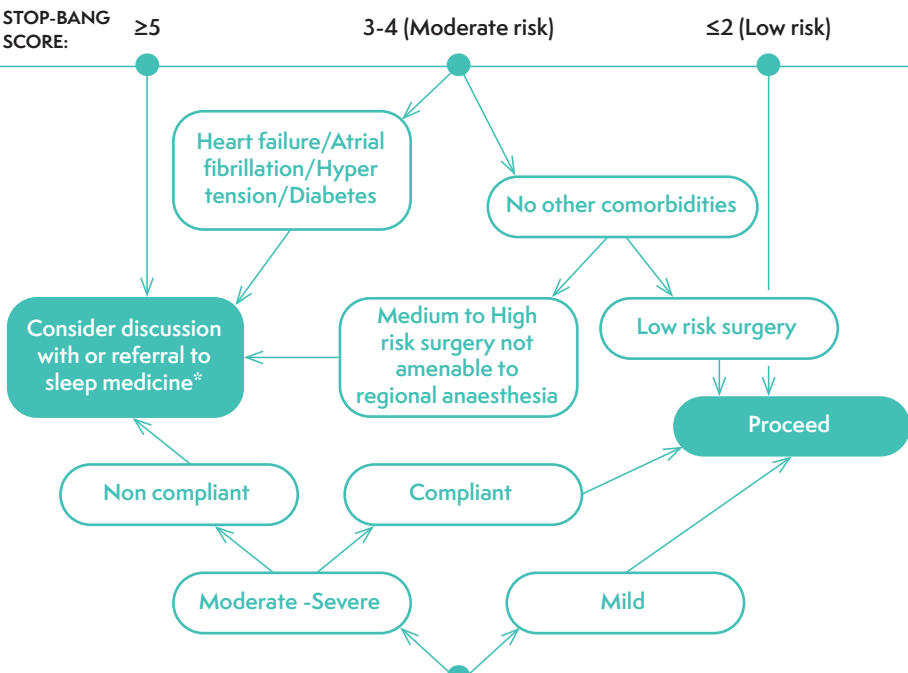 STOP-BANG
SCORE:
≥5
3-4 (Moderate risk)
≤2 (Low risk)
Heart failure/Atrial
fibrillation/Hyper
tension/Diabetes
No other comorbidities
Consider discussion
with or referral to
sleep medicine*
Medium to High
risk surgery not
amenable to
regional anaesthesia
Low risk surgery
Proceed
Non compliant
Compliant
Moderate -Severe
Mild